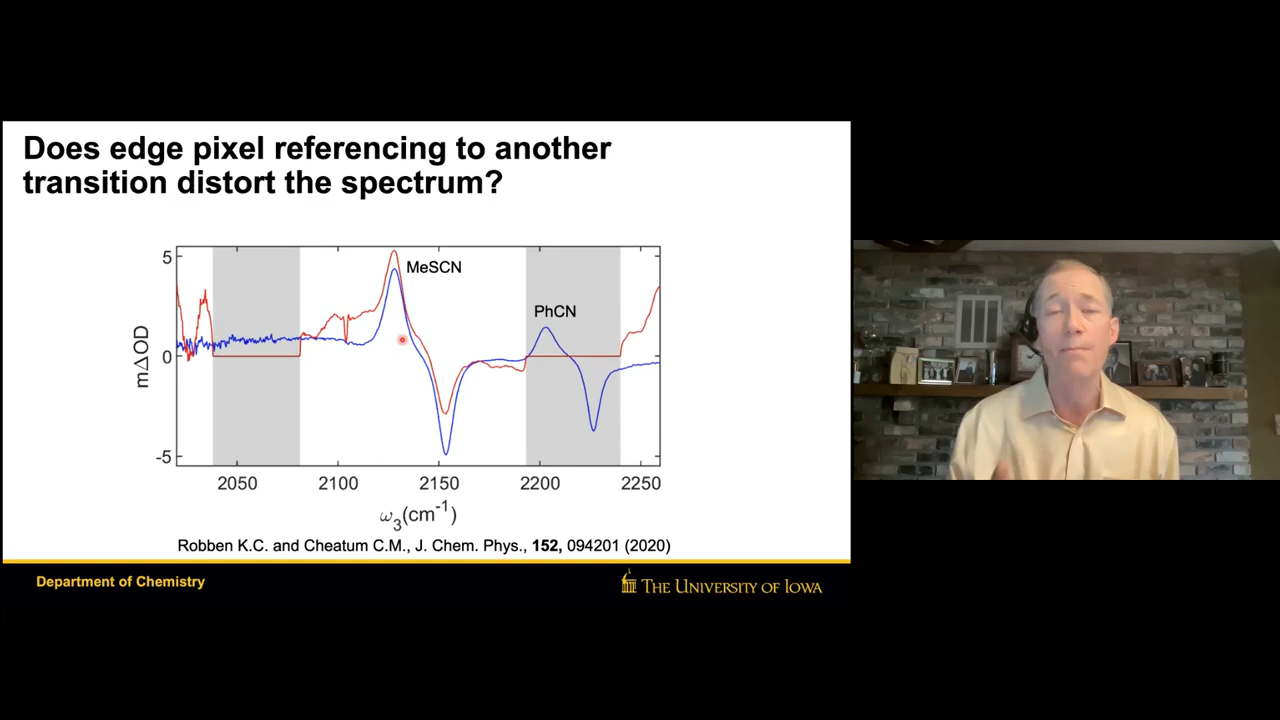 Does edge pixel referencing to another
transition distort the spectrum?
5
0
-5
mΔOD
MeSCN
PhCN
2050
2100
2150
2200
2250
ω3(cm-1)
Robben K.C. and Cheatum C.M., J. Chem. Phys., 152, 094201 (2020)
Department of Chemistry
THE UNIVERSITY OF IOWA